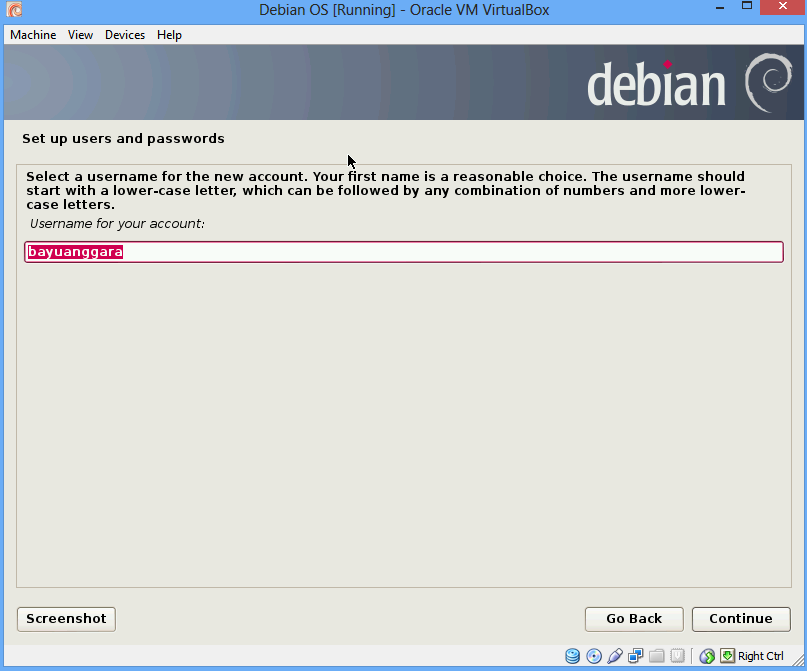 Debian OS [Running] - Oracle VM VirtualBox
Machine View Devices Help
debian
Set up users and passwords
Select a username for the new account. Your first name is a reasonable choice. The username should
start with a lower-case letter, which can be followed by any combination of numbers and more lower-
case letters.
Username for your account:
bayuanggara
Screenshot
Go Back
Continue
Right Ctrl